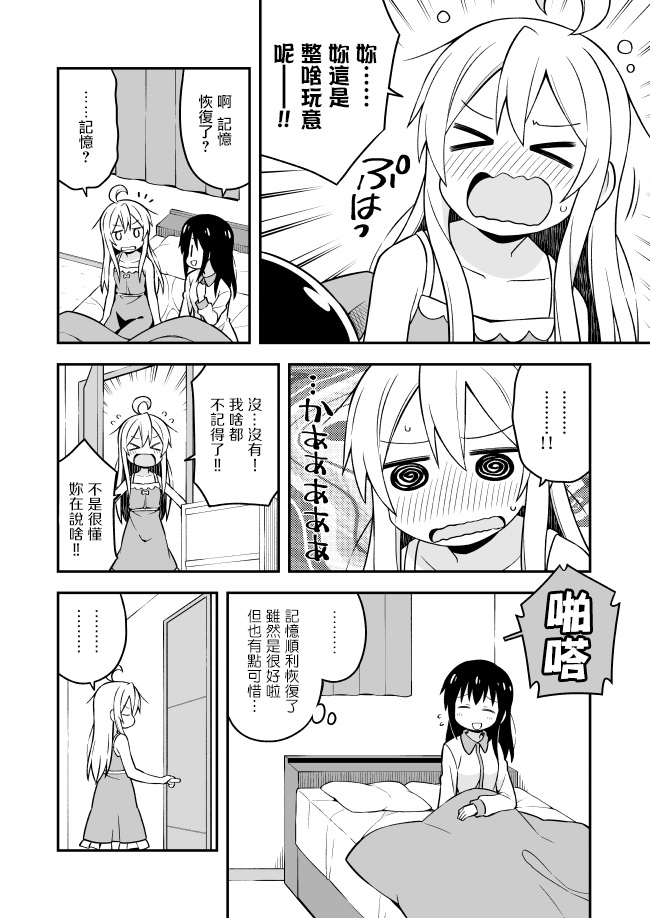 妳……
妳這是
整啥玩意
呢——!!
ぷはっ
啊 記憶
恢復了?
……記憶?
………!!
…かあああああ
沒…沒有!
我啥都
不記得了!!
不是很懂
妳在說啥!!
啪嗒
記憶順利恢復了
雖然是很好啦
但也有點可惜…
………
………